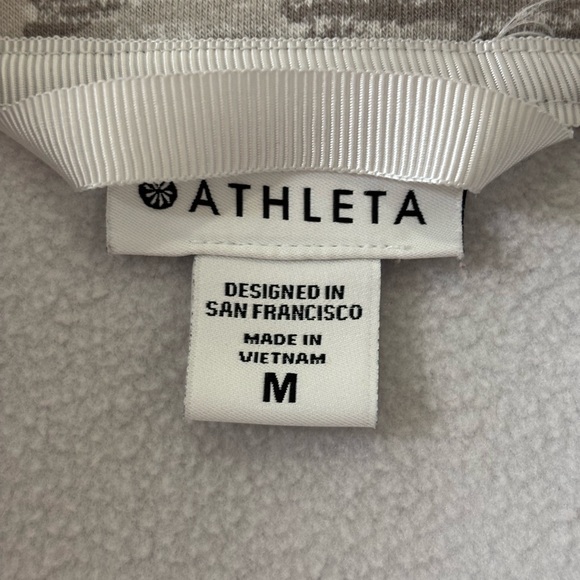 ATHLETA
DESIGNED IN
SAN FRANCISCO
MADE IN
VIETNAM
M